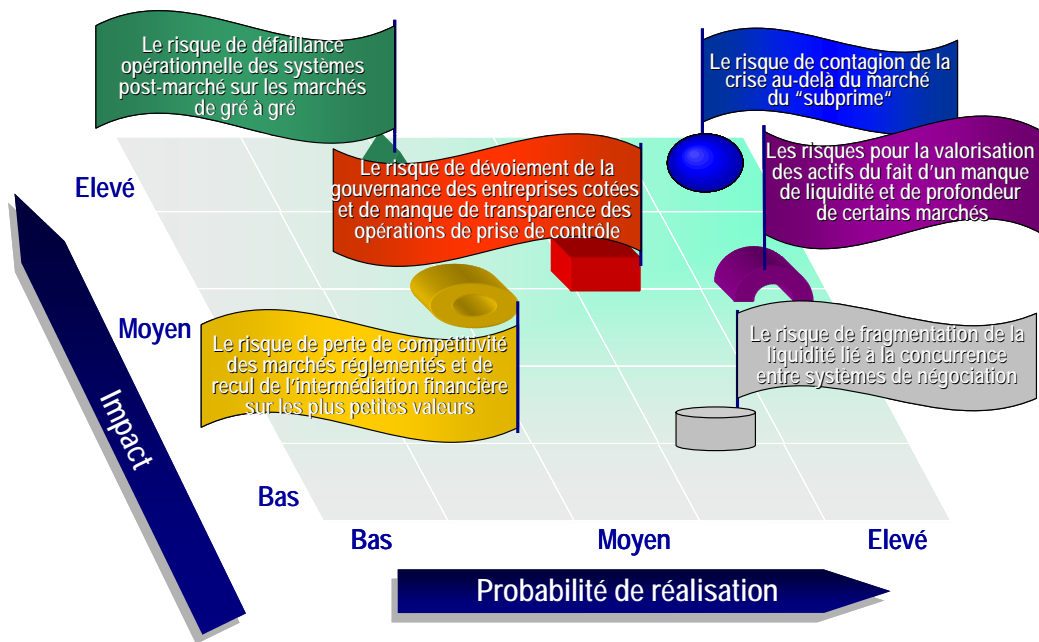 Le risque de défaillance
opérationnelle des systèmes
post-marché sur les marchés
de gré à gré
Le risque de contagion de la
crise au-delà du marché
du “subprime“
Le risque de dévoiement de la
gouvernance des entreprises cotées
et de manque de transparence des
opérations de prise de contrôle
Les risques pour la valorisation
des actifs du fait d’un manque
de liquidité et de profondeur
de certains marchés
Elevé
Moyen
Le risque de perte de compétitivité
des marchés réglementés et de
recul de l’intermédiation financière
sur les plus petites valeurs
Le risque de fragmentation de la
liquidité lié à la concurrence
entre systèmes de négociation
Impact
Bas
Bas
Moyen
Elevé
Probabilité de réalisation